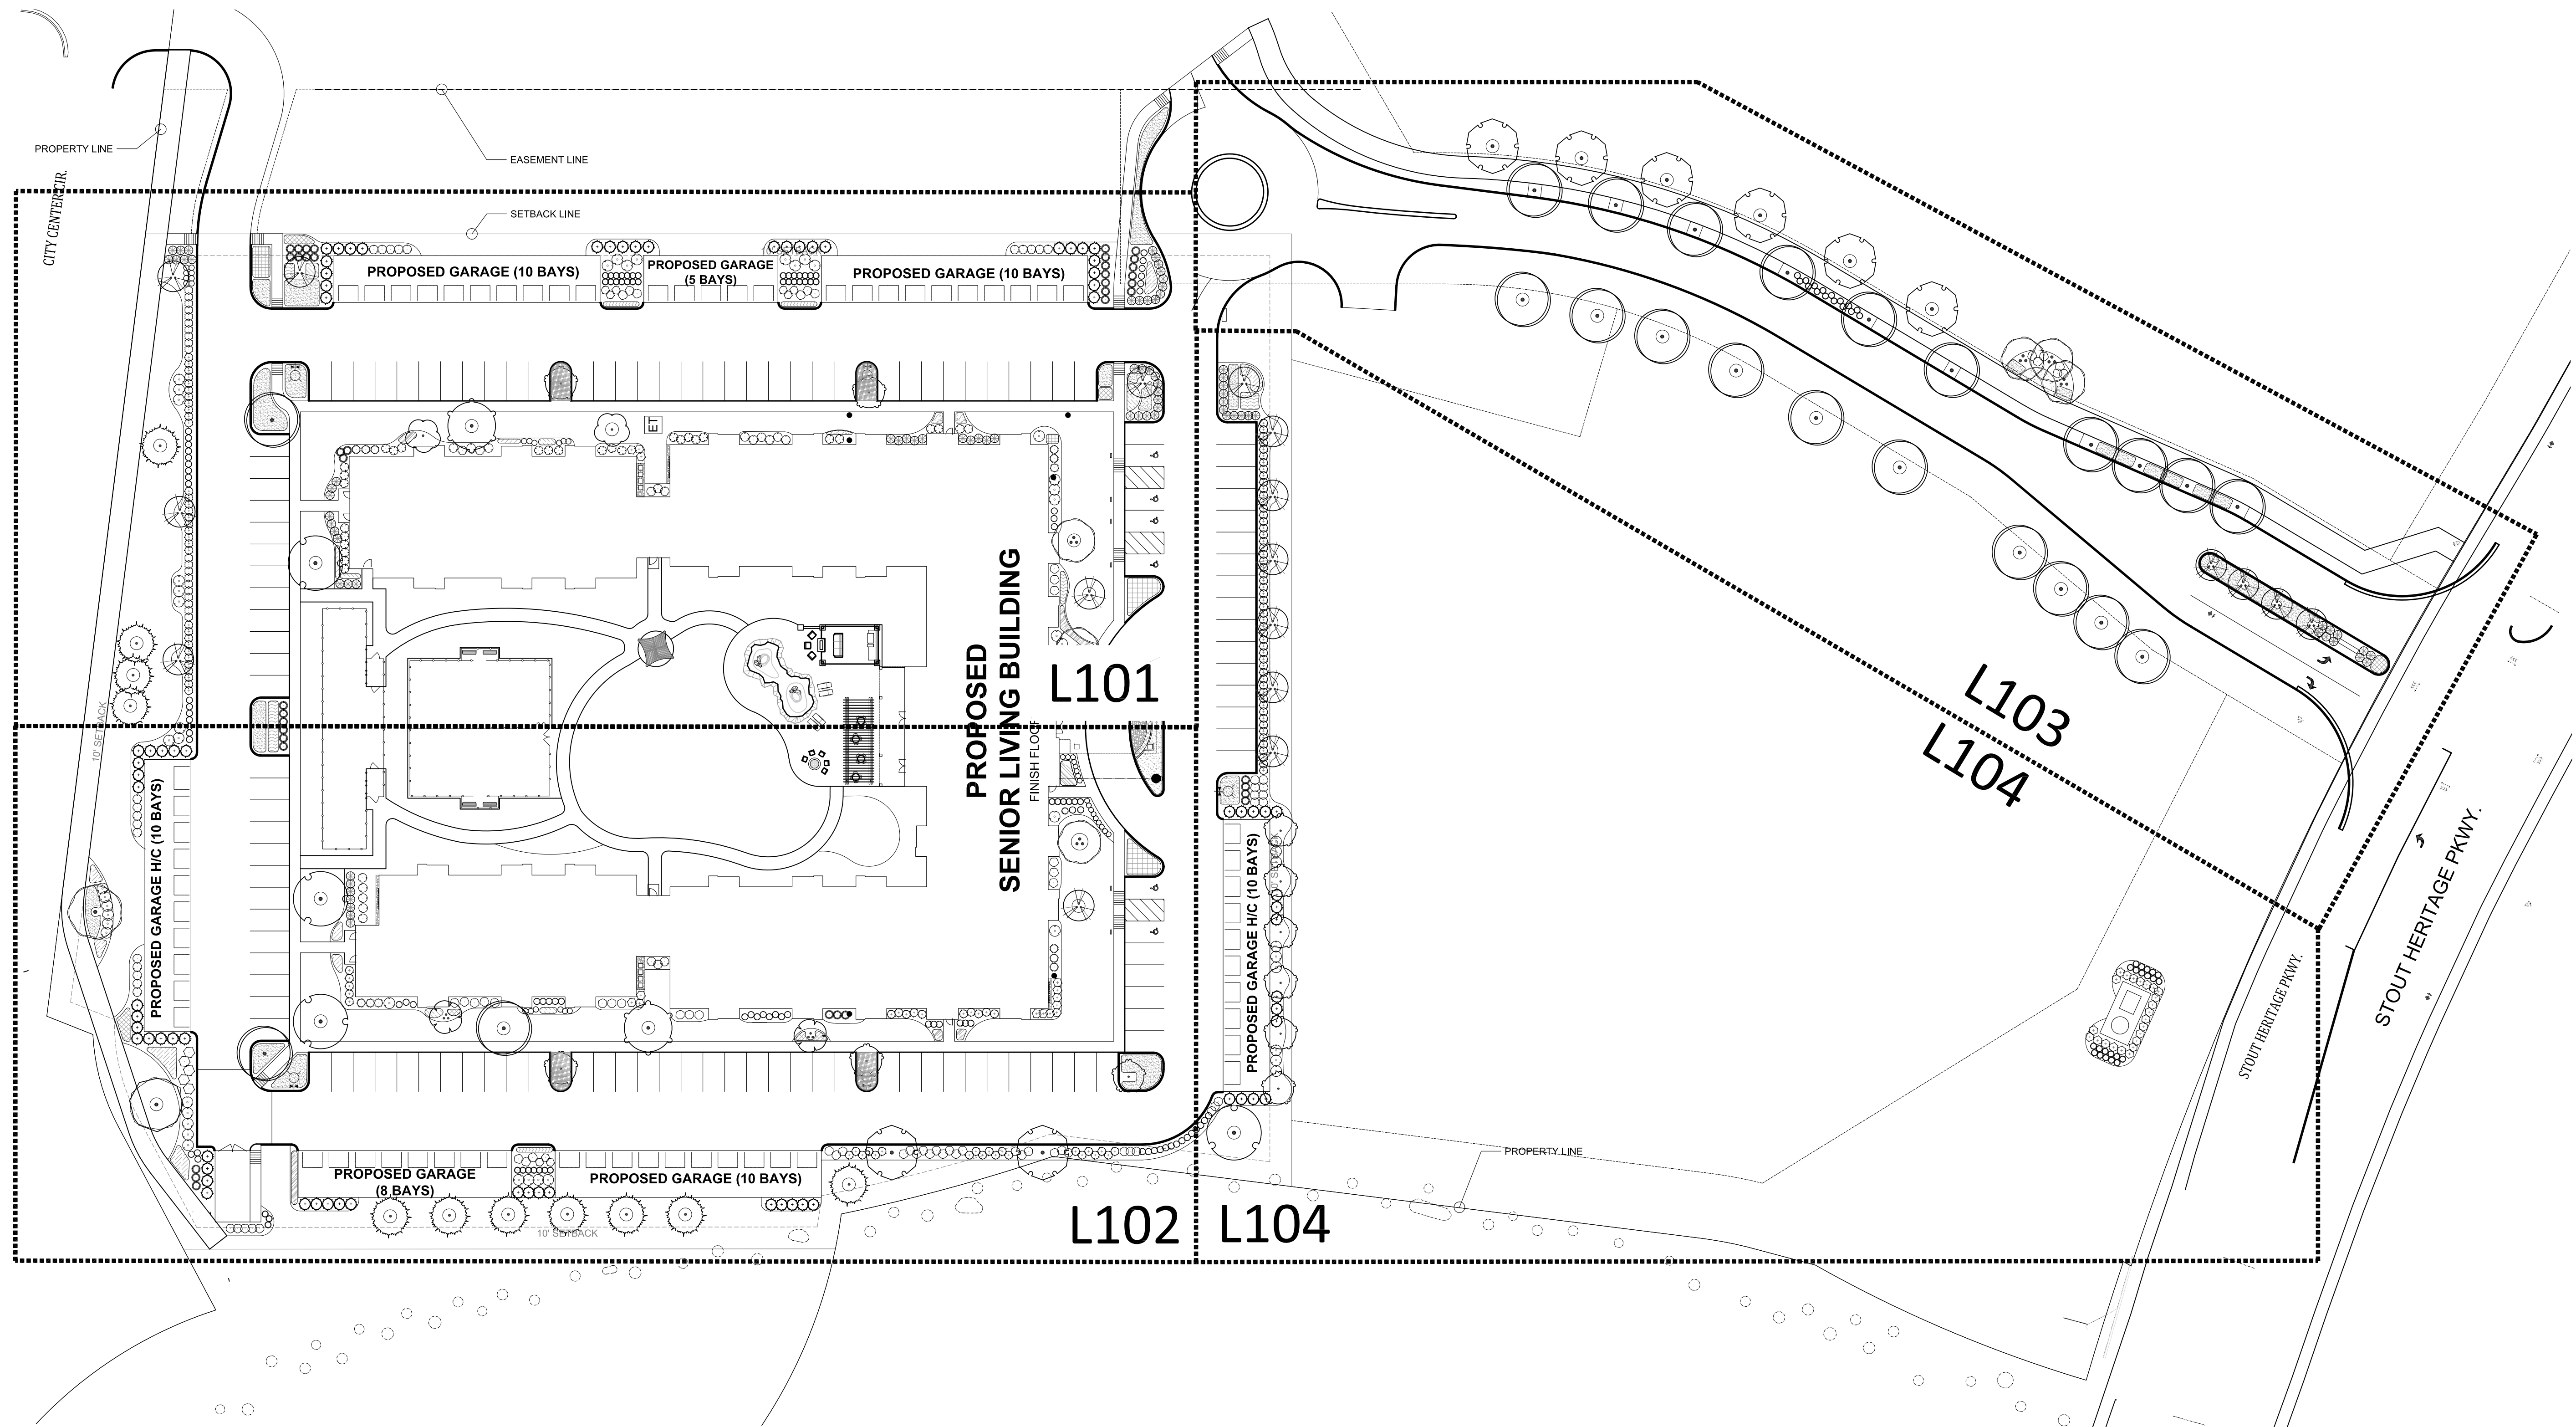 PROPERTY LINE
EASEMENT LINE
CITY CENTER CIR.
SETBACK LINE
PROPOSED GARAGE (10 BAYS)
PROPOSED GARAGE
(5 BAYS)
PROPOSED GARAGE (10 BAYS)
ET
PROPOSED
SENIOR LIVING BUILDING
L101
L103
L104
10' SETBACK
PROPOSED GARAGE H/C (10 BAYS)
PROPOSED GARAGE H/C (10 BAYS)
STOUT HERITAGE PKWY.
STOUT HERITAGE PKWY.
PROPERTY LINE
PROPOSED GARAGE
(8 BAYS)
PROPOSED GARAGE (10 BAYS)
10' SETBACK
L102
L104